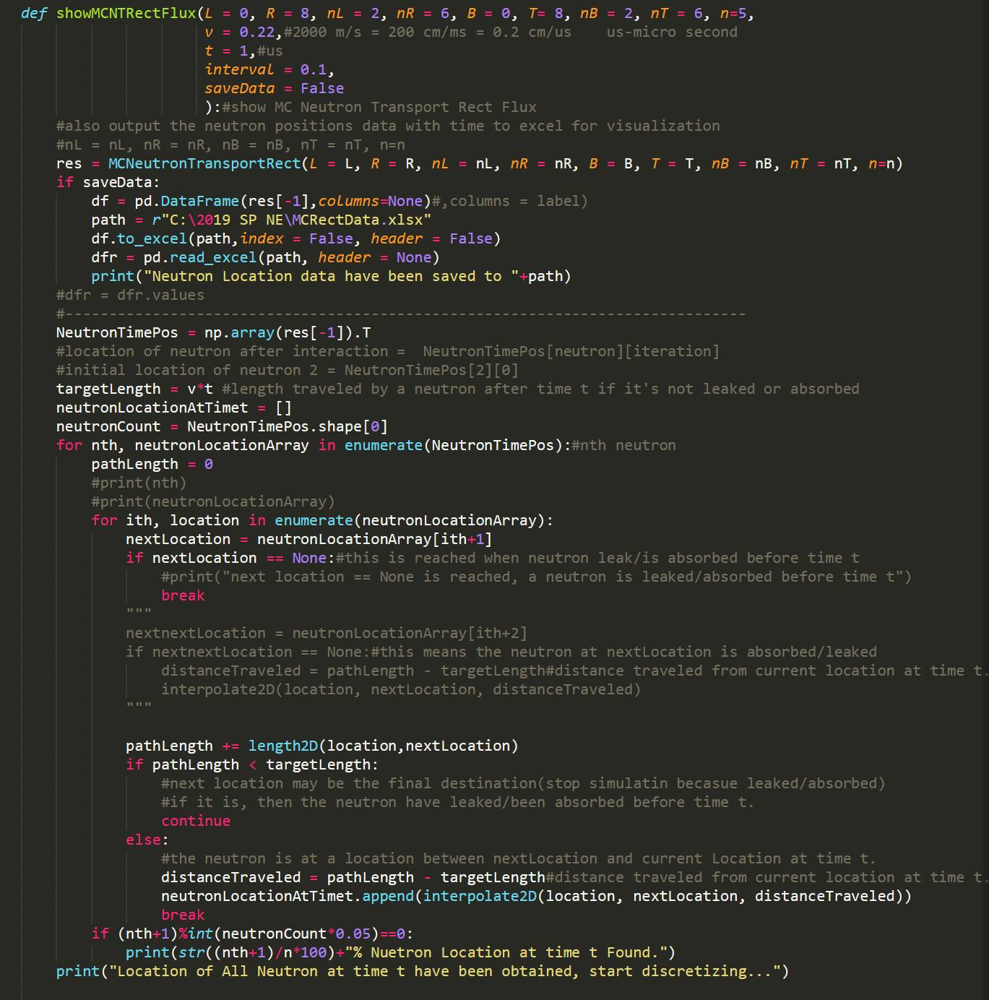 def showMCNTRectFlux(L = 0, R = 8, nL = 2, nR = 6, B = 0, T= 8, nB = 2, nT = 6, n=5,
v = 0.22,#2000 m/s = 200 cm/ms = 0.2 cm/us    us-micro second
t = 1,#us
interval = 0.1,
saveData = False
):#show MC Neutron Transport Rect Flux
#also output the neutron positions data with time to excel for visualization
#nL = nL, nR = nR, nB = nB, nT = nT, n=n
res = MCNeutronTransportRect(L = L, R = R, nL = nL, nR = nR, B = B, T = T, nB = nB, nT = nT, n=n)
if saveData:
df = pd.DataFrame(res[-1],columns=None)#,columns = label)
path = r"C:\2019 SP NE\MCRectData.xlsx"
df.to_excel(path,index = False, header = False)
dfr = pd.read_excel(path, header = None)
print("Neutron Location data have been saved to "+path)
#dfr = dfr.values
#------------------------------------------------------------------------------
NeutronTimePos = np.array(res[-1]).T
#location of neutron after interaction =  NeutronTimePos[neutron][iteration]
#initial location of neutron 2 = NeutronTimePos[2][0]
targetLength = v*t #length traveled by a neutron after time t if it's not leaked or absorbed
neutronLocationAtTimet = []
neutronCount = NeutronTimePos.shape[0]
for nth, neutronLocationArray in enumerate(NeutronTimePos):#nth neutron
pathLength = 0
#print(nth)
#print(neutronLocationArray)
for ith, location in enumerate(neutronLocationArray):
nextLocation = neutronLocationArray[ith+1]
if nextLocation == None:#this is reached when neutron leak/is absorbed before time t
#print("next location == None is reached, a neutron is leaked/absorbed before time t")
break
"""
nextnextLocation = neutronLocationArray[ith+2]
if nextnextLocation == None:#this means the neutron at nextLocation is absorbed/leaked
distanceTraveled = pathLength - targetLength#distance traveled from current location at time t.
interpolate2D(location, nextLocation, distanceTraveled)
"""
pathLength += length2D(location,nextLocation)
if pathLength < targetLength:
#next location may be the final destination(stop simulatin becasue leaked/absorbed)
#if it is, then the neutron have leaked/been absorbed before time t.
continue
else:
#the neutron is at a location between nextLocation and current Location at time t.
distanceTraveled = pathLength - targetLength#distance traveled from current location at time t.
neutronLocationAtTimet.append(interpolate2D(location, nextLocation, distanceTraveled))
break
if (nth+1)%int(neutronCount*0.05)==0:
print(str((nth+1)/n*100)+"% Nuetron Location at time t Found.")
print("Location of All Neutron at time t have been obtained, start discretizing...")